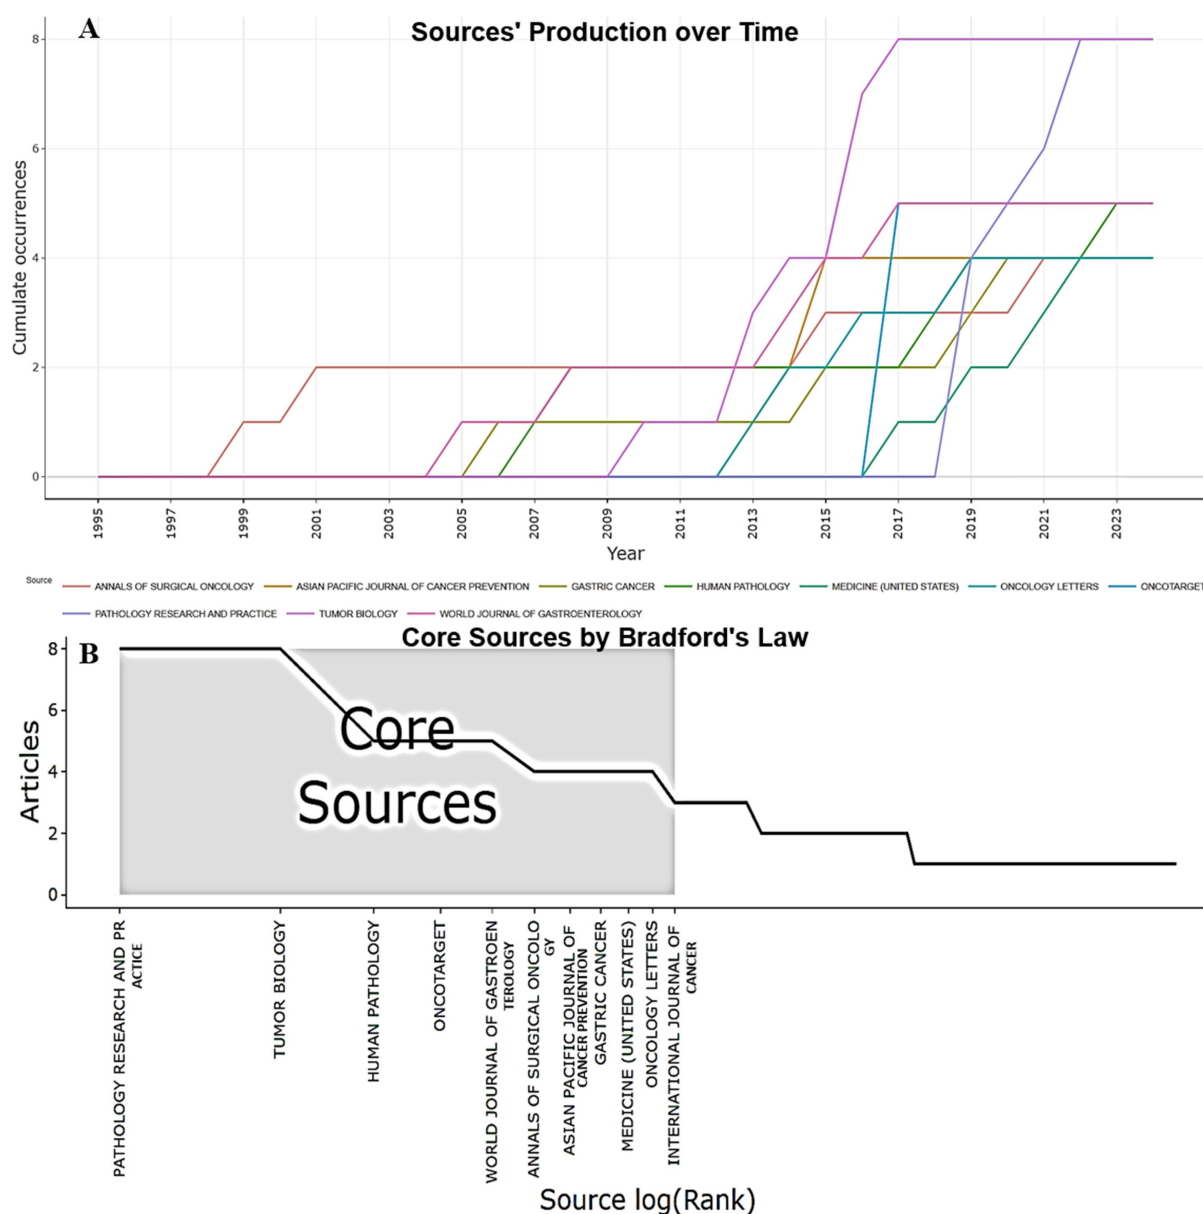 A
Sources' Production over Time
8
6
4
2
0
Cumulate occurrences
1995
1997
1999
2001
2003
2005
2007
2009
2011
2013
2015
2017
2019
2021
2023
Year
Source
ANNALS OF SURGICAL ONCOLOGY
ASIAN PACIFIC JOURNAL OF CANCER PREVENTION
GASTRIC CANCER
HUMAN PATHOLOGY
MEDICINE (UNITED STATES)
ONCOLOGY LETTERS
ONCOTARGET
PATHOLOGY RESEARCH AND PRACTICE
TUMOR BIOLOGY
WORLD JOURNAL OF GASTROENTEROLOGY
B
Core Sources by Bradford's Law
8
6
4
2
0
Articles
Core
Sources
PATHOLOGY RESEARCH AND PR
ACTICE
TUMOR BIOLOGY
HUMAN PATHOLOGY
ONCOTARGET
WORLD JOURNAL OF GASTROEN
TEROLOGY
ANNALS OF SURGICAL ONCOLO
GY
ASIAN PACIFIC JOURNAL OF
CANCER PREVENTION
GASTRIC CANCER
MEDICINE (UNITED STATES)
ONCOLOGY LETTERS
INTERNATIONAL JOURNAL OF
CANCER
Source log(Rank)